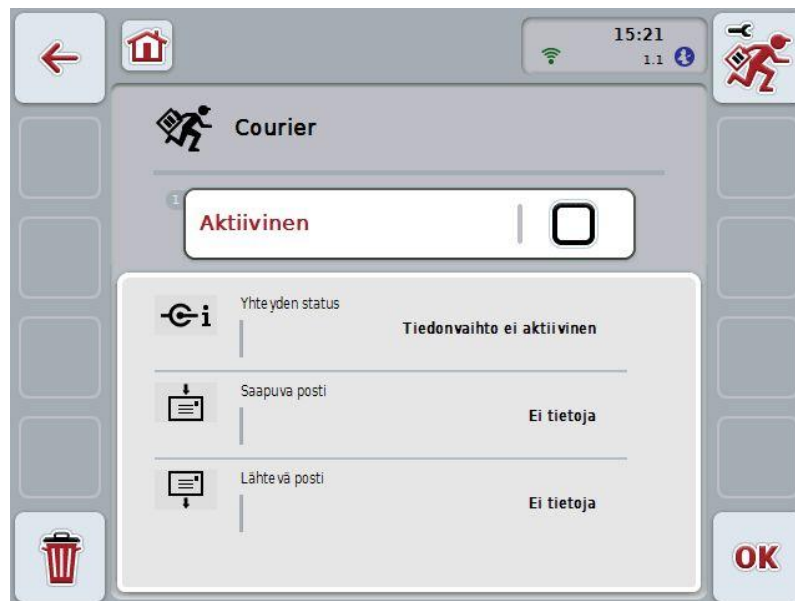 15:21
1.1
Courier
1
Aktiivinen
Yhteyden status
Tiedonvaihto ei aktiivinen
Saapuva posti
Ei tietoja
Lähtevä posti
Ei tietoja
OK